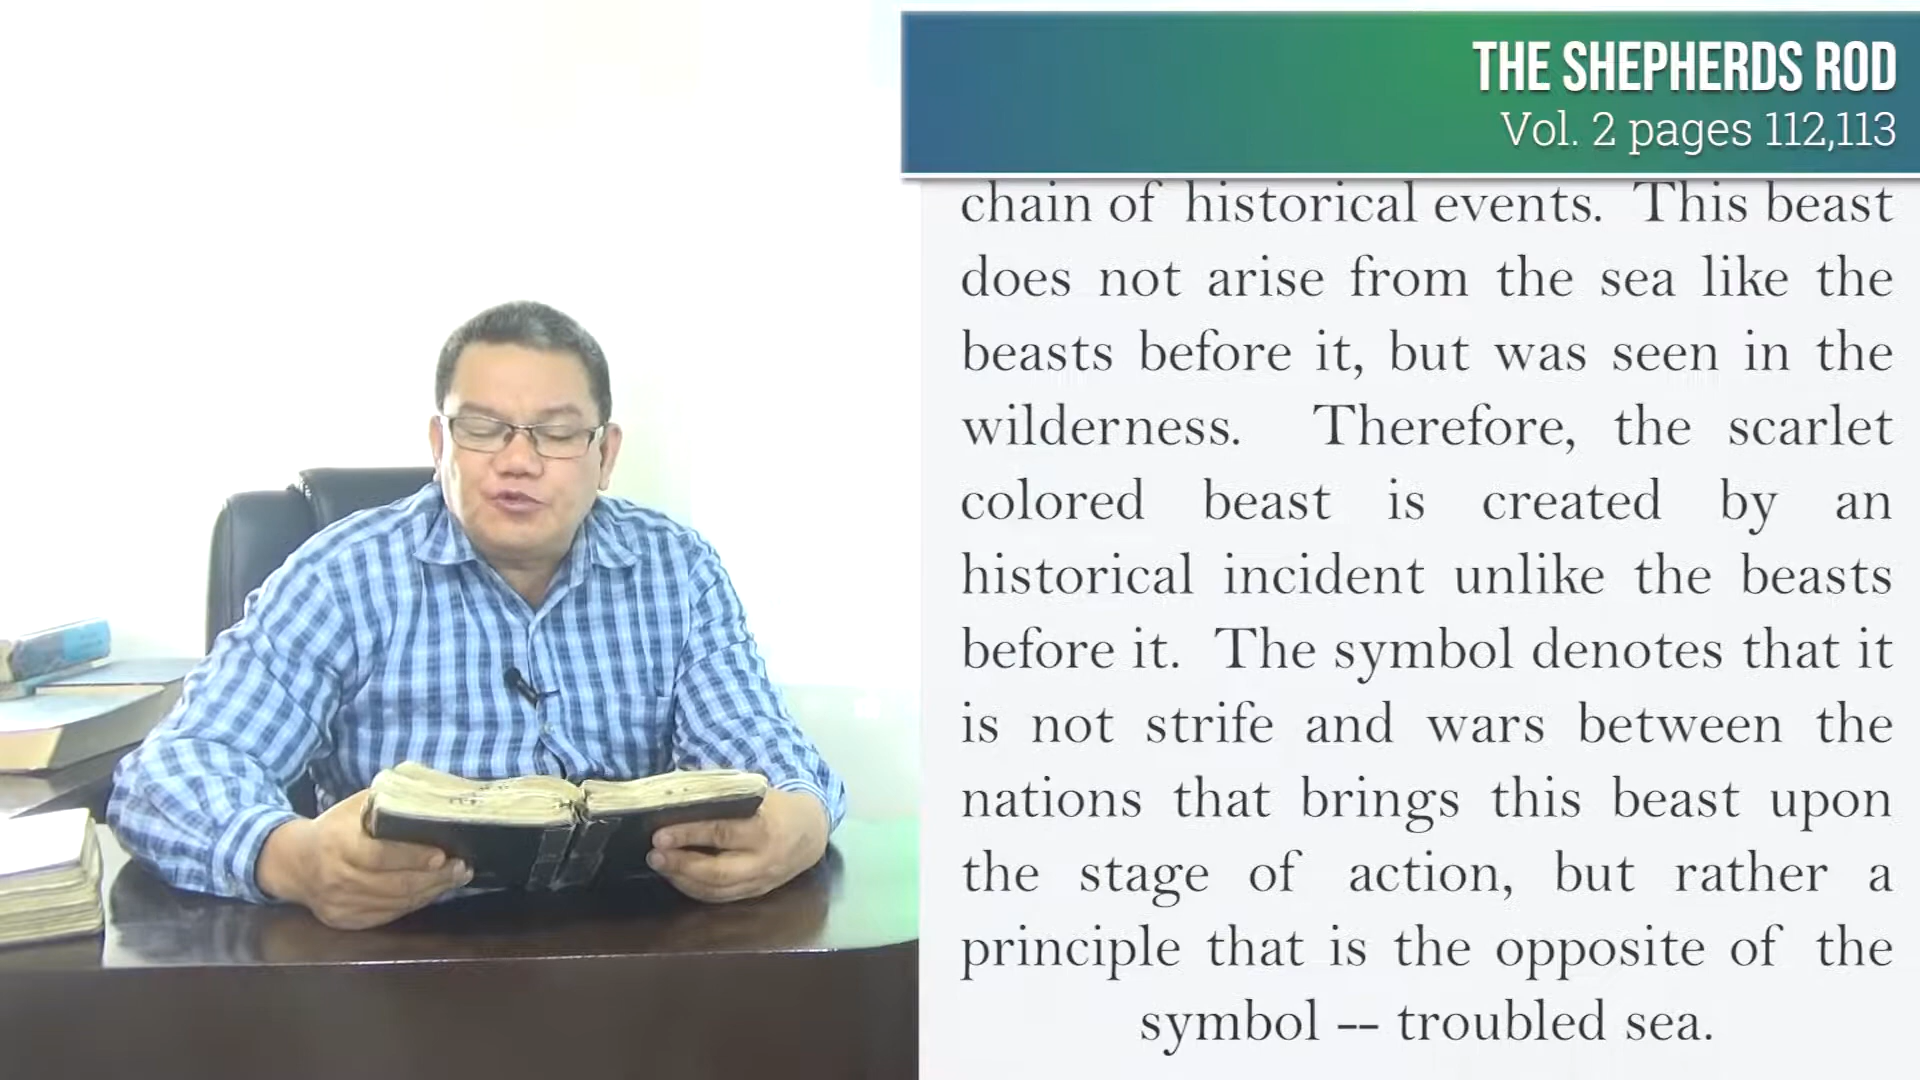 THE SHEPHERDS ROD
Vol. 2 pages 112,113
chain of historical events. This beast
does not arise from the sea like the
beasts before it, but was seen in the
wilderness. Therefore, the scarlet
colored beast is created by an
historical incident unlike the beasts
before it. The symbol denotes that it
is not strife and wars between the
nations that brings this beast upon
the stage of action, but rather a
principle that is the opposite of the
symbol -- troubled sea.